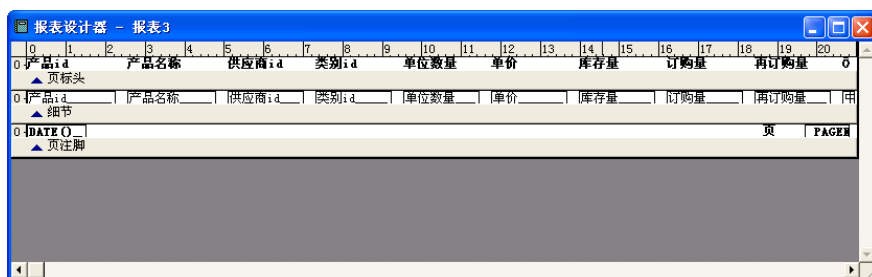 报表设计器 - 报表3
0 1 2 3 4 5 6 7 8 9 10 11 12 13 14 15 16 17 18 19 20
0 产品id 产品名称 供应商id 类别id 单位数量 单价 库存量 订购量 再订购量
页标头
0 产品id 产品名称 供应商id 类别id 单位数量 单价 库存量 订购量 再订购量
细节
0 DATE() 页
页注脚